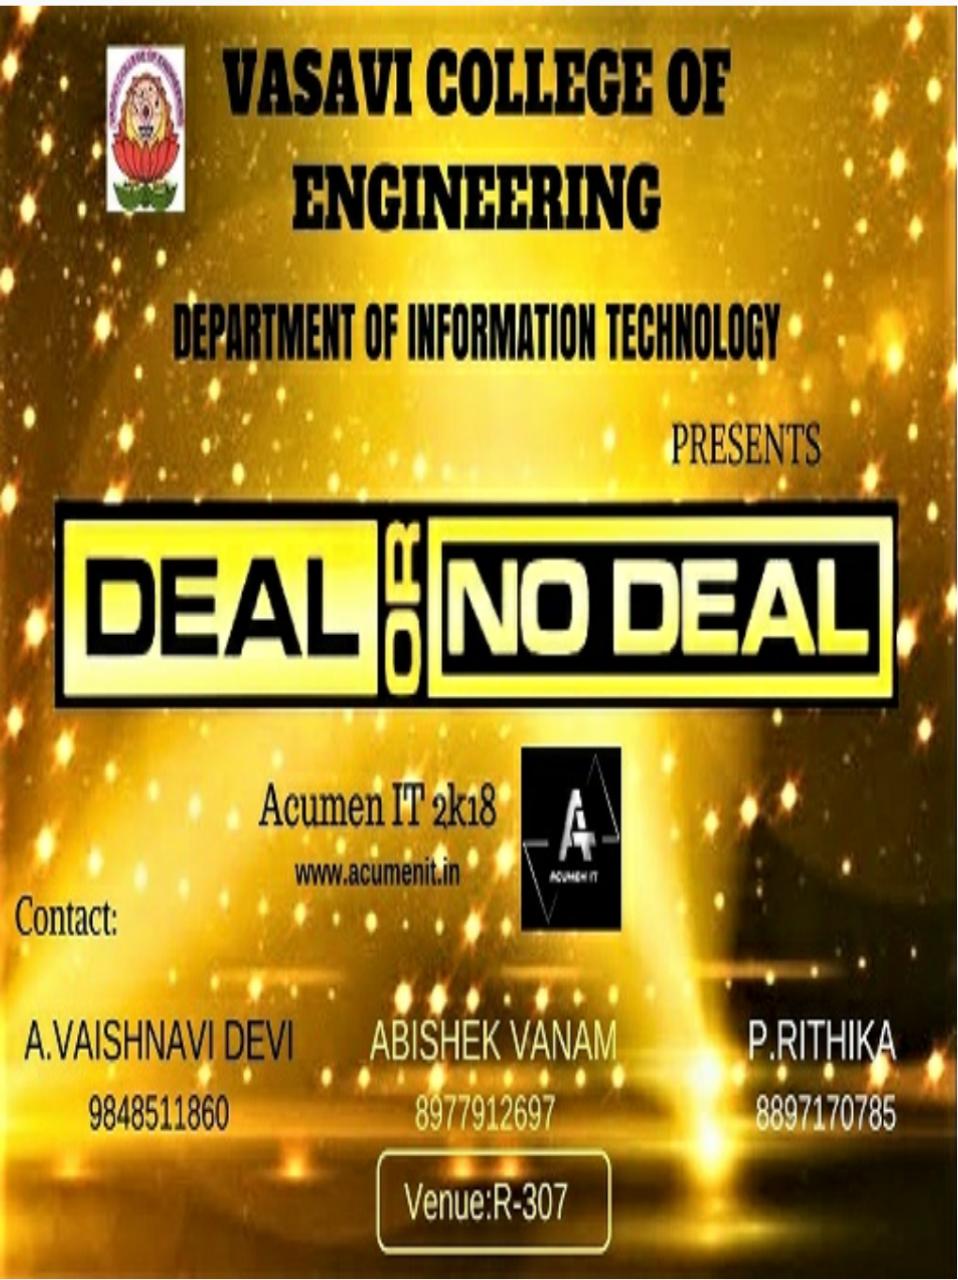 VASAVI COLLEGE OF
ENGINEERING
DEPARTMENT OF INFORMATION TECHNOLOGY
PRESENTS
DEAL OR NO DEAL
Acumen IT 2k18
www.acumenit.in
ACUMEN IT
Contact:
A.VAISHNAVI DEVI ABISHEK VANAM P.RITHIKA
9848511860 8977912697 8897170785
Venue:R-307